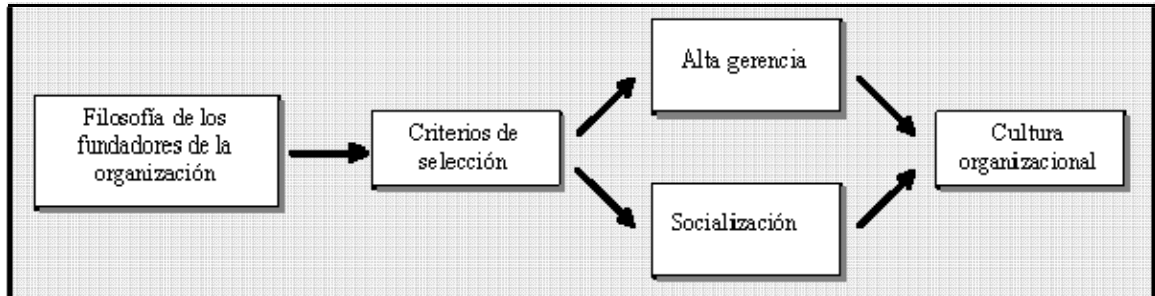 Filosofía de los
fundadores de la
organización
Criterios de
selección
Alta gerencia
Socialización
Cultura
organizacional